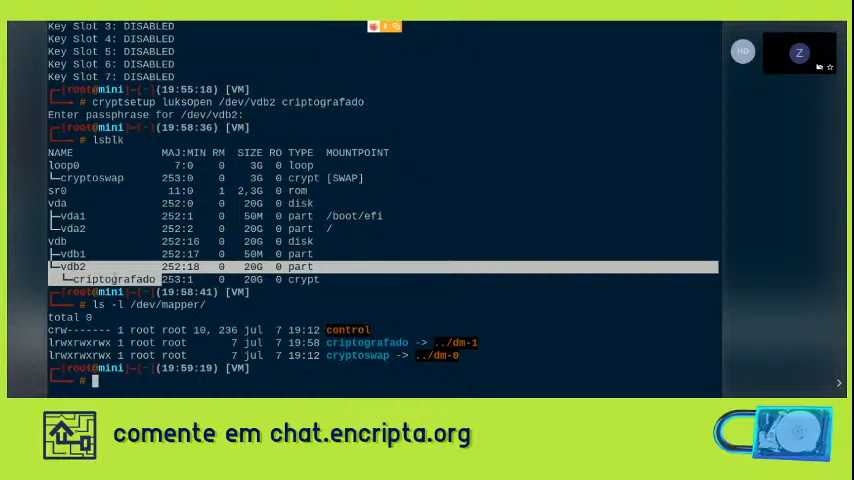 Key Slot 3: DISABLED
Key Slot 4: DISABLED
Key Slot 5: DISABLED
Key Slot 6: DISABLED
Key Slot 7: DISABLED
┌─[root@mini]─[~](19:55:18) [VM]
└──╼ # cryptsetup luksOpen /dev/vdb2 criptografado
Enter passphrase for /dev/vdb2:
┌─[root@mini]─[~](19:58:36) [VM]
└──╼ # lsblk
NAME MAJ:MIN RM SIZE RO TYPE MOUNTPOINT
loop0 7:0 0 3G 0 loop
└─cryptoswap 253:0 0 3G 0 crypt [SWAP]
sr0 11:0 1 2,3G 0 rom
vda 252:0 0 20G 0 disk
├─vda1 252:1 0 50M 0 part /boot/efi
└─vda2 252:2 0 20G 0 part /
vdb 252:16 0 20G 0 disk
├─vdb1 252:17 0 50M 0 part
└─vdb2 252:18 0 20G 0 part
└─criptografado 253:1 0 20G 0 crypt
┌─[root@mini]─[~](19:58:41) [VM]
└──╼ # ls -l /dev/mapper/
total 0
crw------- 1 root root 10, 236 jul 7 19:12 control
lrwxrwxrwx 1 root root 7 jul 7 19:58 criptografado -> ../dm-1
lrwxrwxrwx 1 root root 7 jul 7 19:12 cryptoswap -> ../dm-0
┌─[root@mini]─[~](19:59:19) [VM]
└──╼ #
HD
Z
comente em chat.encripta.org